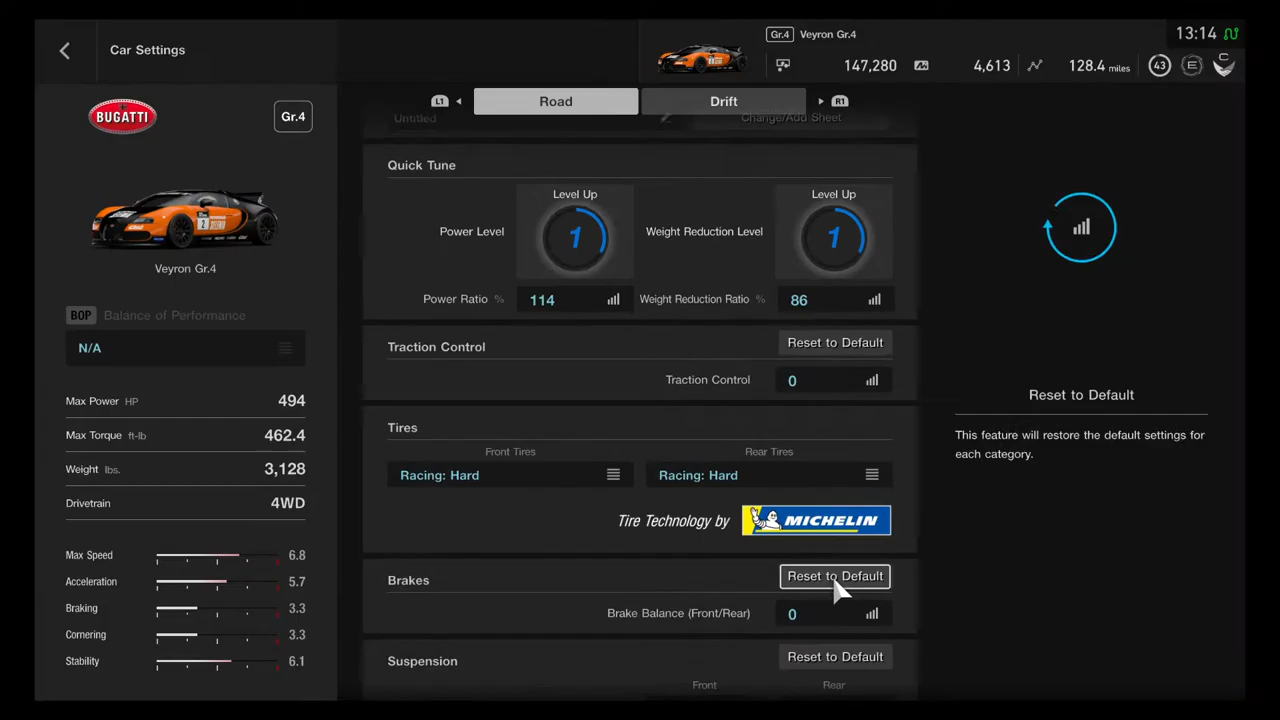 Car Settings
Gr.4 Veyron Gr.4
13:14
147,280 4,613 128.4 miles 43 E C
L1 Road Drift R1
BUGATTI
Gr.4
Untitled Change/Add Sheet
Veyron Gr.4
BOP Balance of Performance
N/A
Max Power HP 494
Max Torque ft-lb 462.4
Weight lbs. 3,128
Drivetrain 4WD
Max Speed 6.8
Acceleration 5.7
Braking 3.3
Cornering 3.3
Stability 6.1
Quick Tune
Level Up Level Up
Power Level 1 Weight Reduction Level 1
Power Ratio % 114 Weight Reduction Ratio % 86
Traction Control Reset to Default
Traction Control 0
Tires
Front Tires Rear Tires
Racing: Hard Racing: Hard
Tire Technology by MICHELIN
Brakes Reset to Default
Brake Balance (Front/Rear) 0
Suspension Reset to Default
Front Rear
Reset to Default
This feature will restore the default settings for
each category.